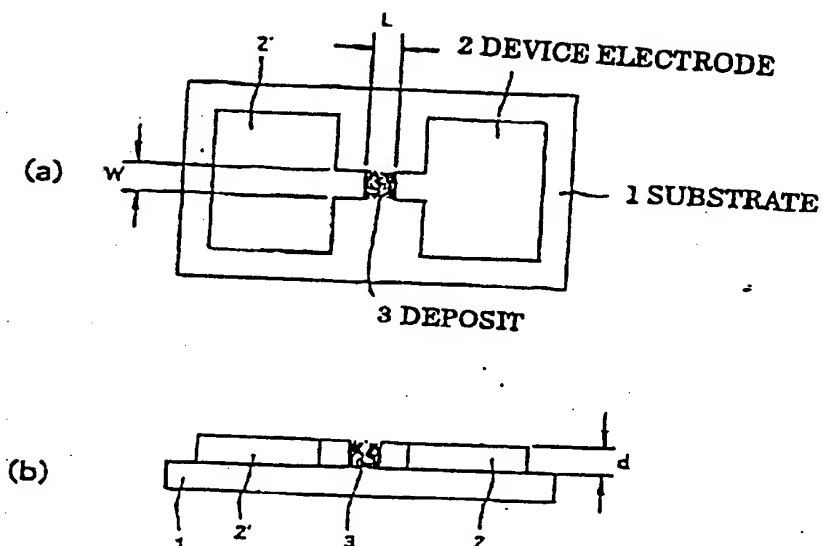 L
2'
2 DEVICE ELECTRODE
(a)
W
1 SUBSTRATE
3 DEPOSIT
(b)
d
1
2'
3
2